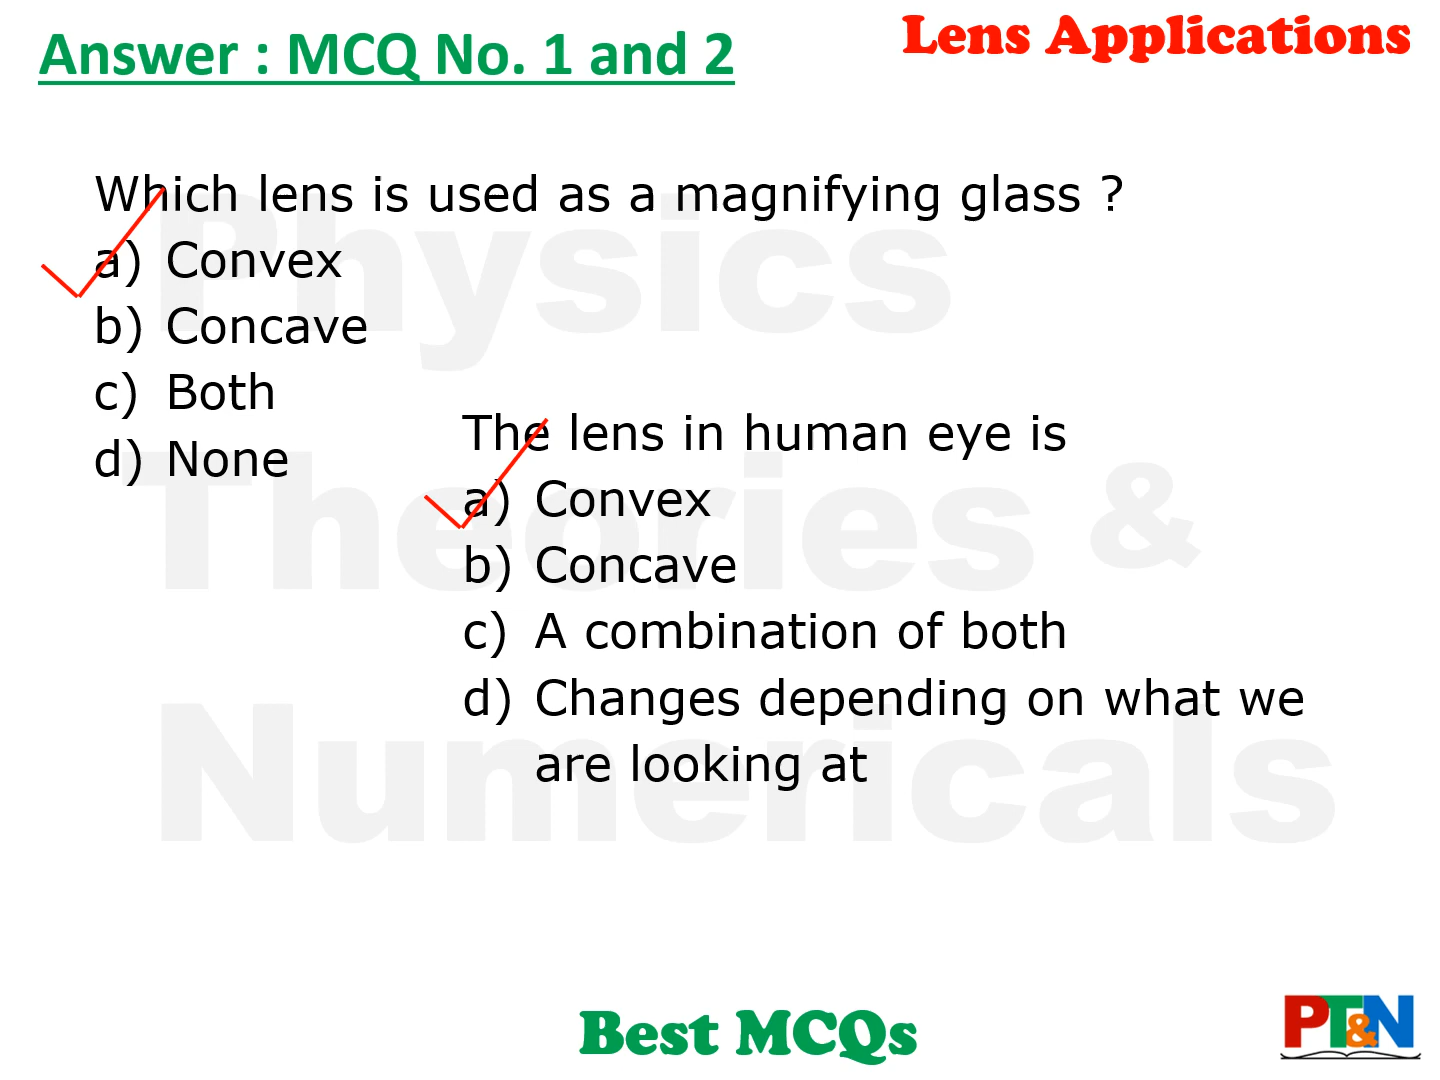 Answer : MCQ No. 1 and 2
Lens Applications
Which lens is used as a magnifying glass ?
a) Convex
b) Concave
c) Both
d) None
The lens in human eye is
a) Convex
b) Concave
c) A combination of both
d) Changes depending on what we
are looking at
Physics
Theories &
Numericals
Best MCQs
PT&N